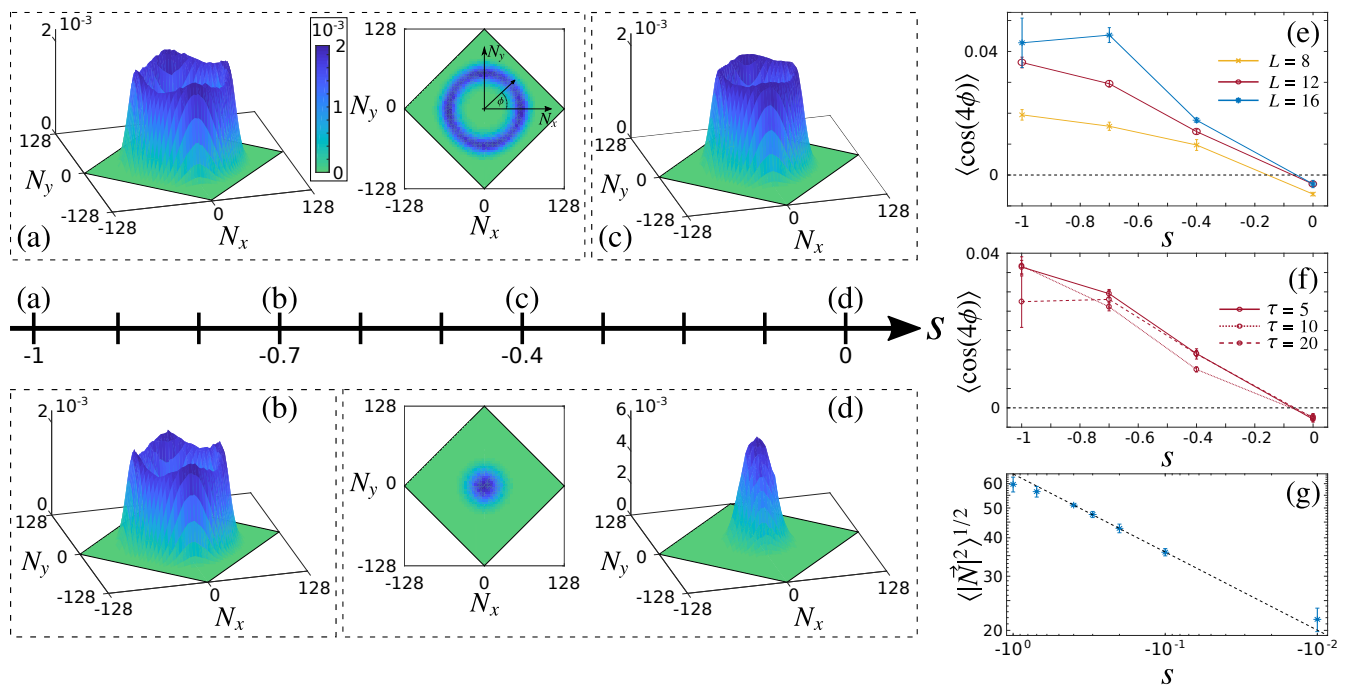 10^-3
2
0
128
N_y
0
-128
-128
0
N_x
128
(a)
10^-3
2
1
0
128
N_y
0
-128
-128
0
128
N_y
N_x
ϕ
10^-3
2
0
128
N_y
0
-128
-128
0
N_x
128
(c)
(a)
(b)
(c)
(d)
-1
-0.7
-0.4
0
S
10^-3
2
0
128
N_y
0
-128
-128
0
N_x
128
(b)
128
N_y
0
-128
-128
0
128
N_x
10^-3
6
4
2
0
128
N_y
0
-128
-128
0
N_x
128
(d)
(e)
⟨cos(4ϕ)⟩
0.04
0
L = 8
L = 12
L = 16
-1 -0.8 -0.6 -0.4 -0.2 0
S
(f)
⟨cos(4ϕ)⟩
0.04
0
τ = 5
τ = 10
τ = 20
-1 -0.8 -0.6 -0.4 -0.2 0
S
(g)
⟨|N⃗|^2⟩^1/2
60
50
40
30
20
-10^0 -10^-1 -10^-2
S